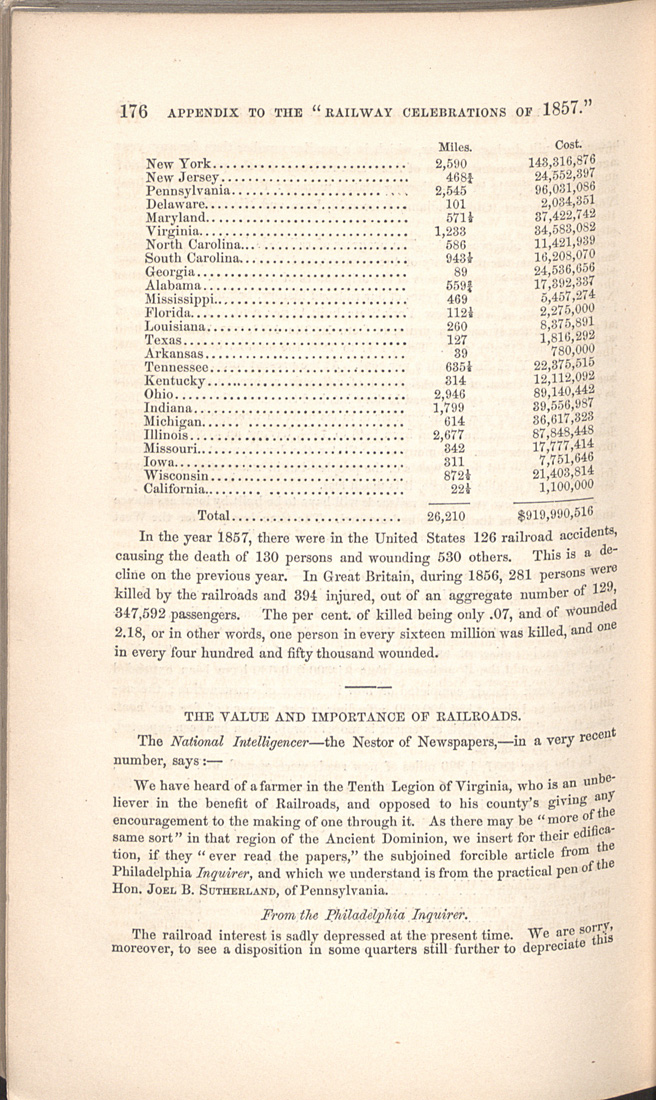 176 APPENDIX TO THE “RAILWAY CELEBRATIONS OF 1857.”
Miles. Cost.
New York............................ 2,590 143,316,876
New Jersey............................ 468¾ 24,552,397
Pennsylvania............................ 2,545 96,031,086
Delaware............................ 101 2,034,351
Maryland............................ 571½ 37,422,742
Virginia............................ 1,233 34,583,082
North Carolina............................ 586 11,421,939
South Carolina............................ 943½ 16,208,070
Georgia............................ 89 24,536,656
Alabama............................ 559¾ 17,392,337
Mississippi............................ 469 5,457,274
Florida............................ 112½ 2,275,000
Louisiana............................ 260 8,375,891
Texas............................ 127 1,816,292
Arkansas............................ 39 780,000
Tennessee............................ 635½ 22,375,515
Kentucky............................ 314 12,112,092
Ohio............................ 2,946 89,140,442
Indiana............................ 1,799 39,556,987
Michigan............................ 614 36,617,323
Illinois............................ 2,677 87,848,448
Missouri............................ 342 17,777,414
Iowa............................ 311 7,751,646
Wisconsin............................ 872½ 21,403,814
California............................ 22½ 1,100,000
Total........................ 26,210 $919,990,516
In the year 1857, there were in the United States 126 railroad accidents,
causing the death of 130 persons and wounding 530 others. This is a de-
cline on the previous year. In Great Britain, during 1856, 281 persons were
killed by the railroads and 394 injured, out of an aggregate number of 129,
347,592 passengers. The per cent. of killed being only .07, and of wounded
2.18, or in other words, one person in every sixteen million was killed, and one
in every four hundred and fifty thousand wounded.
THE VALUE AND IMPORTANCE OF RAILROADS.
The National Intelligencer—the Nestor of Newspapers,—in a very recent
number, says :—
We have heard of a farmer in the Tenth Legion of Virginia, who is an unbe-
liever in the benefit of Railroads, and opposed to his county’s giving any
encouragement to the making of one through it. As there may be “more of the
same sort” in that region of the Ancient Dominion, we insert for their edifica-
tion, if they “ever read the papers,” the subjoined forcible article from the
Philadelphia Inquirer, and which we understand is from the practical pen of the
Hon. JOEL B. SUTHERLAND, of Pennsylvania.
From the Philadelphia Inquirer.
The railroad interest is sadly depressed at the present time. We are sorry,
moreover, to see a disposition in some quarters still further to depreciate this